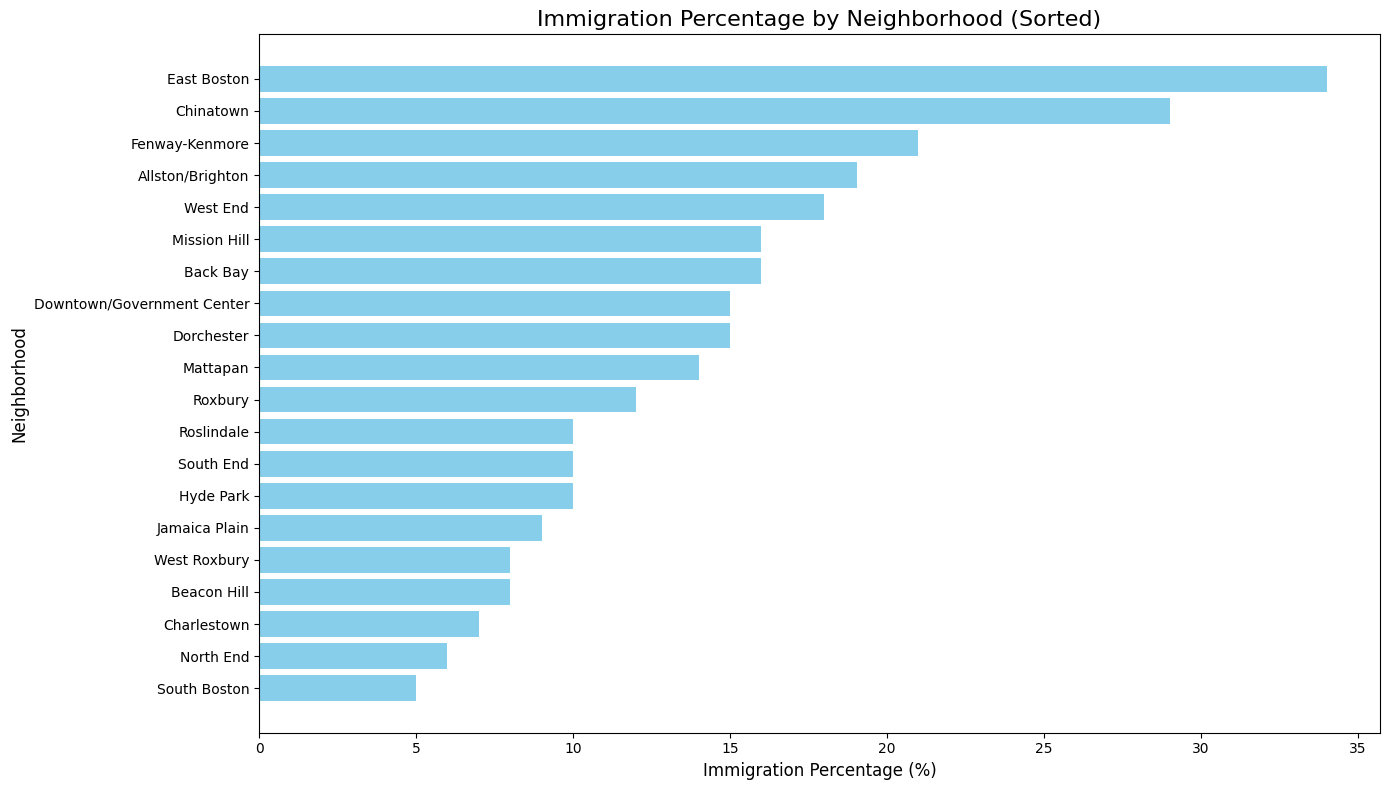 Immigration Percentage by Neighborhood (Sorted)
East Boston
Chinatown
Fenway-Kenmore
Allston/Brighton
West End
Mission Hill
Back Bay
Downtown/Government Center
Dorchester
Mattapan
Roxbury
Roslindale
South End
Hyde Park
Jamaica Plain
West Roxbury
Beacon Hill
Charlestown
North End
South Boston
Neighborhood
0 5 10 15 20 25 30 35
Immigration Percentage (%)